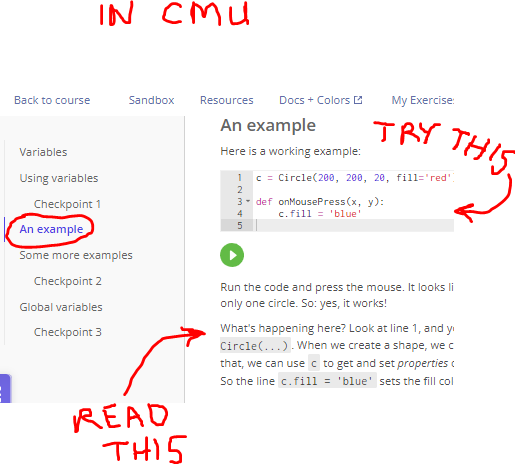 IN CMU
Back to course Sandbox Resources Docs + Colors My Exercises
An example
TRY THIS
Variables
Here is a working example:
Using variables
1 c = Circle(200, 200, 20, fill='red'
2
Checkpoint 1
3 def onMousePress(x, y):
4 c.fill = 'blue'
5
An example
Some more examples
Checkpoint 2
Global variables
Checkpoint 3
Run the code and press the mouse. It looks li
only one circle. So: yes, it works!
What's happening here? Look at line 1, and
Circle(...). When we create a shape, we c
that, we can use c to get and set properties
So the line c.fill = 'blue' sets the fill col
READ
THIS